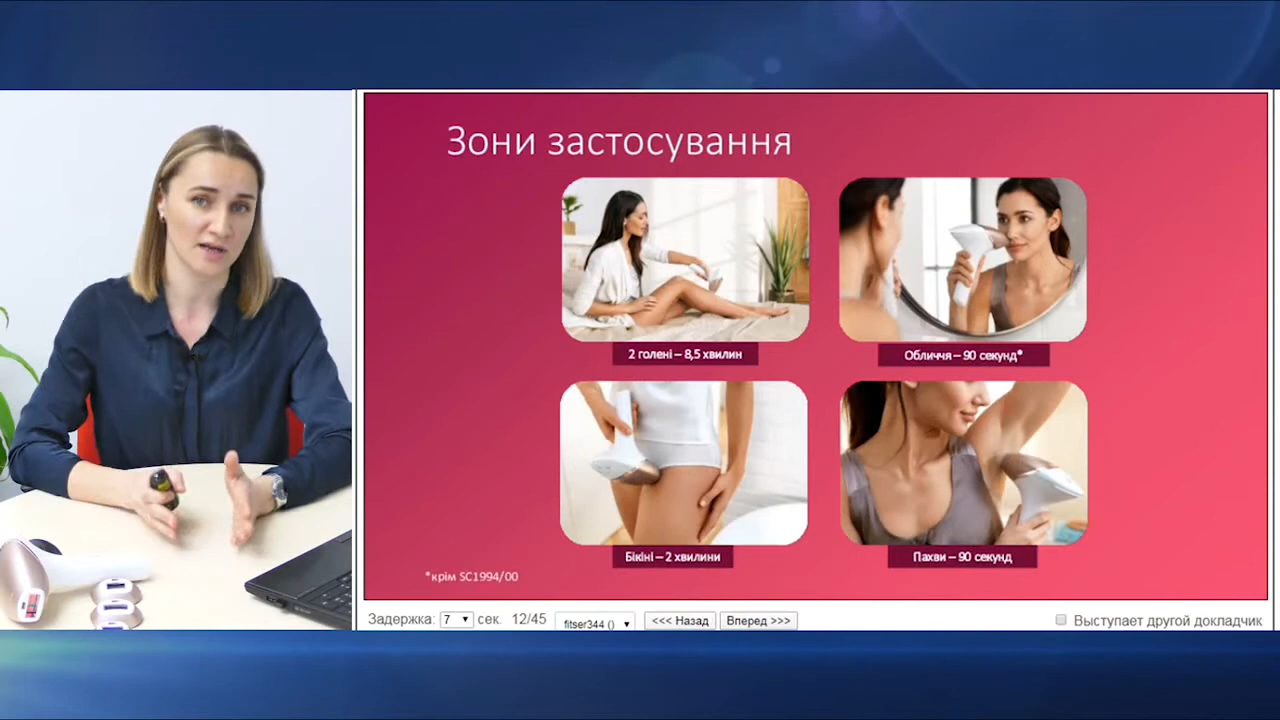 Зони застосування
2 голені – 8,5 хвилин
Обличчя – 90 секунд*
Бікіні – 2 хвилини
Пахви – 90 секунд
*крім SC1994/00
Задержка: 7 сек. 12/45 fitser344 () <<< Назад Вперед >>> Выступает другой докладчик